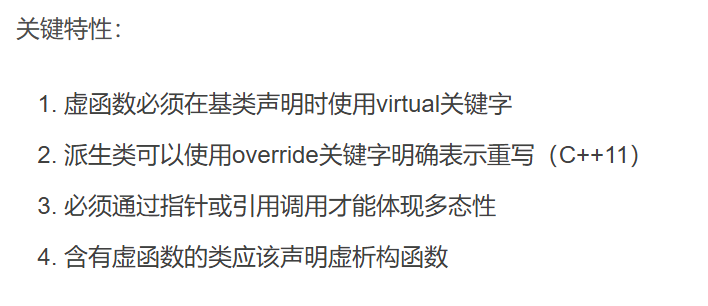 关键特性：
1. 虚函数必须在基类声明时使用virtual关键字
2. 派生类可以使用override关键字明确表示重写（C++11）
3. 必须通过指针或引用调用才能体现多态性
4. 含有虚函数的类应该声明虚析构函数